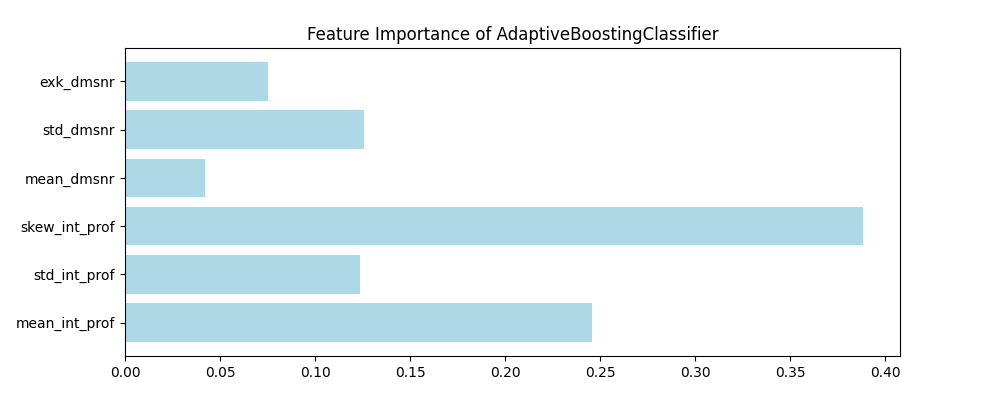 Feature Importance of AdaptiveBoostingClassifier
exk_dmsnr
std_dmsnr
mean_dmsnr
skew_int_prof
std_int_prof
mean_int_prof
0.00 0.05 0.10 0.15 0.20 0.25 0.30 0.35 0.40